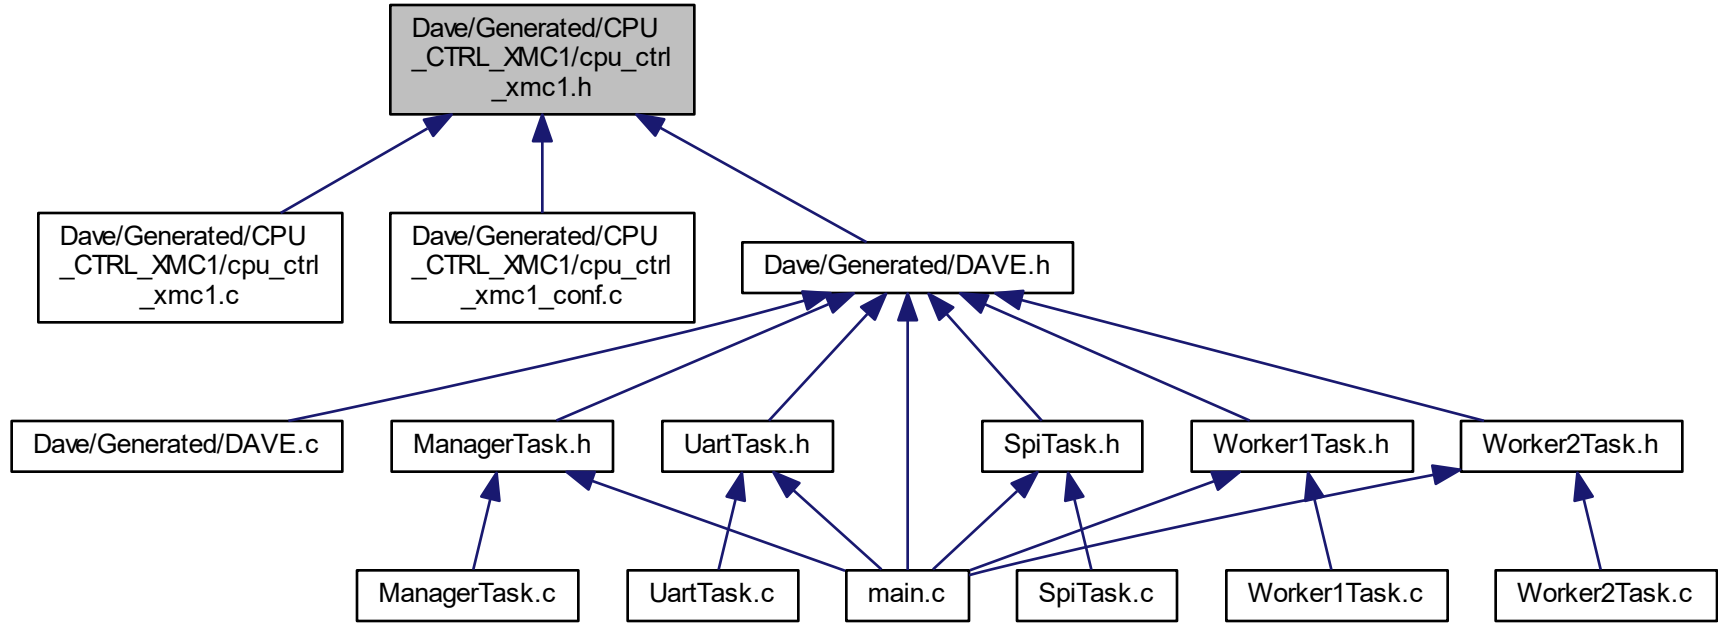 Dave/Generated/CPU
_CTRL_XMC1/cpu_ctrl
_xmc1.h
Dave/Generated/CPU
_CTRL_XMC1/cpu_ctrl
_xmc1.c
Dave/Generated/CPU
_CTRL_XMC1/cpu_ctrl
_xmc1_conf.c
Dave/Generated/DAVE.h
Dave/Generated/DAVE.c
ManagerTask.h
UartTask.h
SpiTask.h
Worker1Task.h
Worker2Task.h
ManagerTask.c
UartTask.c
main.c
SpiTask.c
Worker1Task.c
Worker2Task.c